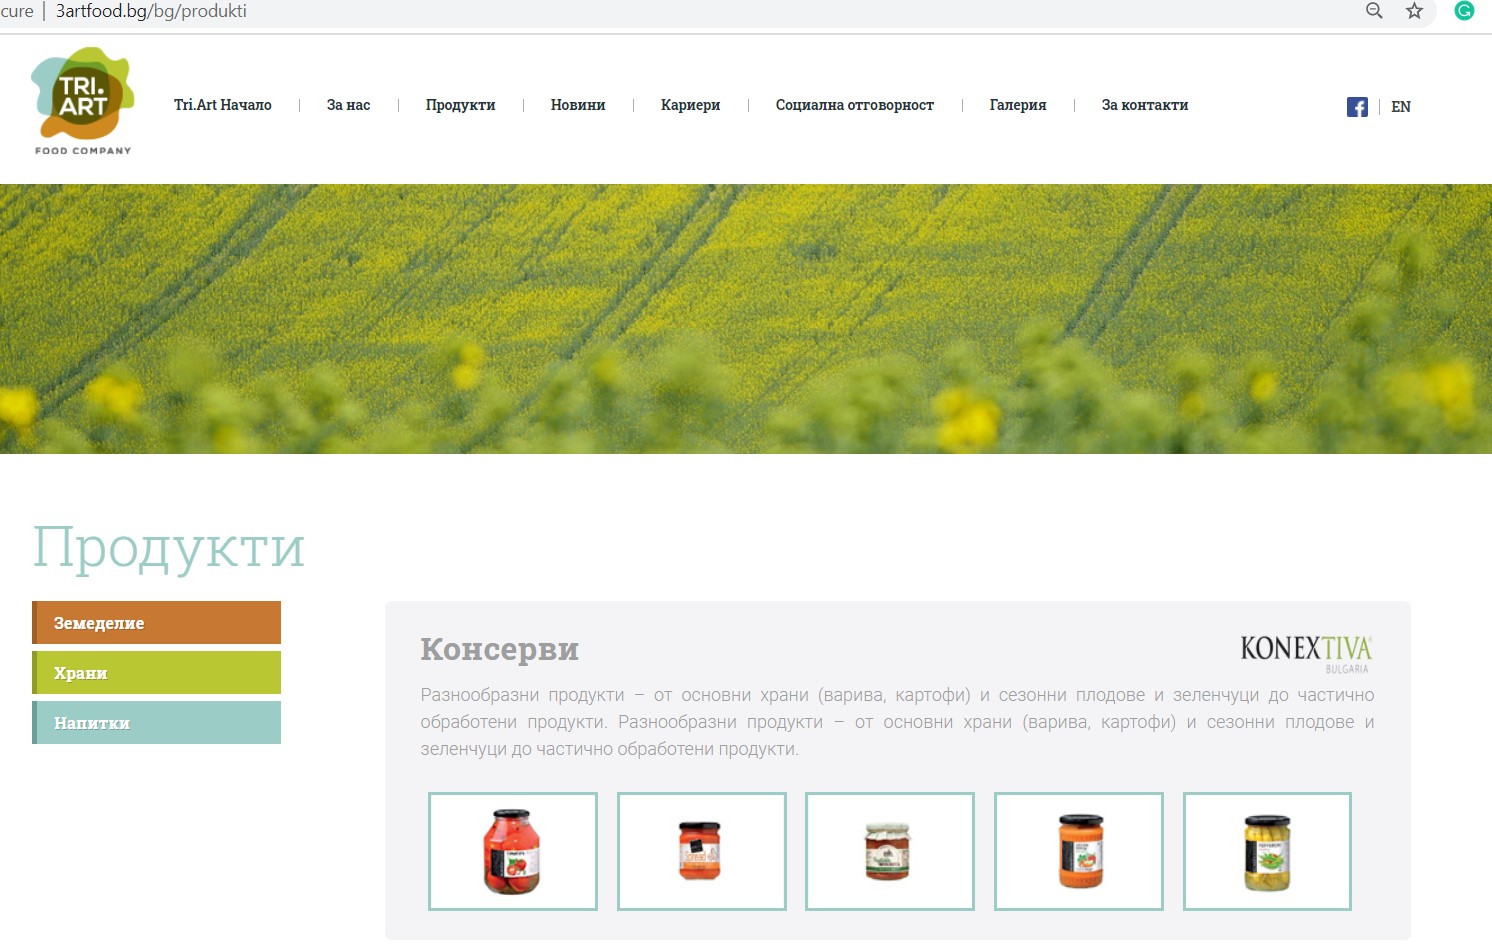 cure | 3artfood.bg/bg/produkti
TRI.
ART
FOOD COMPANY
Tri.Art Начало
За нас
Продукти
Новини
Кариери
Социална отговорност
Галерия
За контакти
EN
Продукти
Земеделие
Храни
Напитки
Консерви
KONEXTIVA
BULGARIA
Разнообразни продукти – от основни храни (варива, картофи) и сезонни плодове и зеленчуци до частично
обработени продукти. Разнообразни продукти – от основни храни (варива, картофи) и сезонни плодове и
зеленчуци до частично обработени продукти.